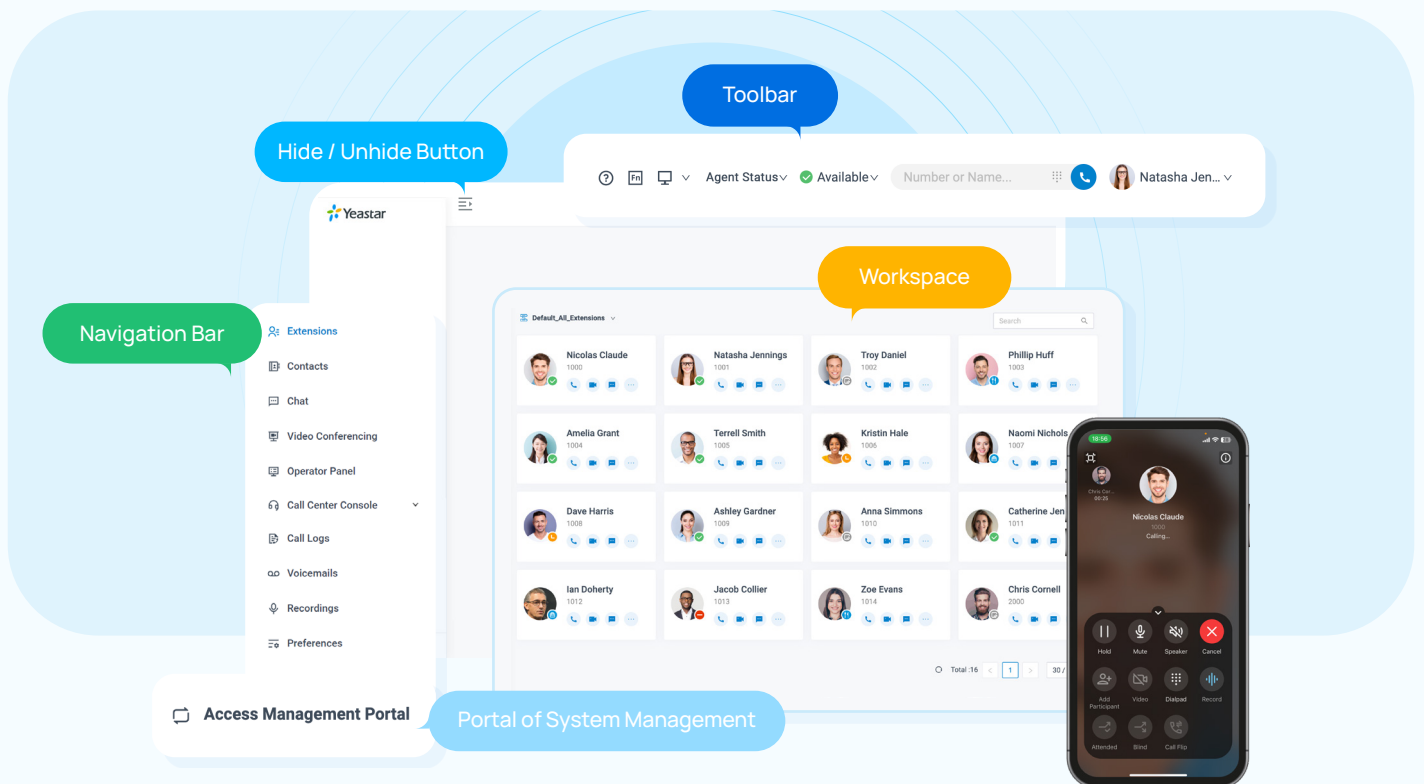 Toolbar
Hide / Unhide Button
Fn
Agent Status
Available
Number or Name...
Natasha Jen...
Yeastar
Workspace
Navigation Bar
Extensions
Contacts
Chat
Video Conferencing
Operator Panel
Call Center Console
Call Logs
Voicemails
Recordings
Preferences
Access Management Portal
Portal of System Management
Default_All_Extensions
Search
Nicolas Claude
1000
Natasha Jennings
1001
Troy Daniel
1002
Phillip Huff
1003
Amelia Grant
1004
Terrell Smith
1005
Kristin Hale
1006
Naomi Nichols
1007
Dave Harris
1008
Ashley Gardner
1009
Anna Simmons
1010
Catherine Jen
1011
Ian Doherty
1012
Jacob Collier
1013
Zoe Evans
1014
Chris Cornell
2000
Total :16
1
30 /
18:56
Chris Cor...
00:26
Nicolas Claude
1000
Calling...
Hold
Mute
Speaker
Cancel
Add
Participant
Video
Dialpad
Record
Attended
Blind
Call Flip